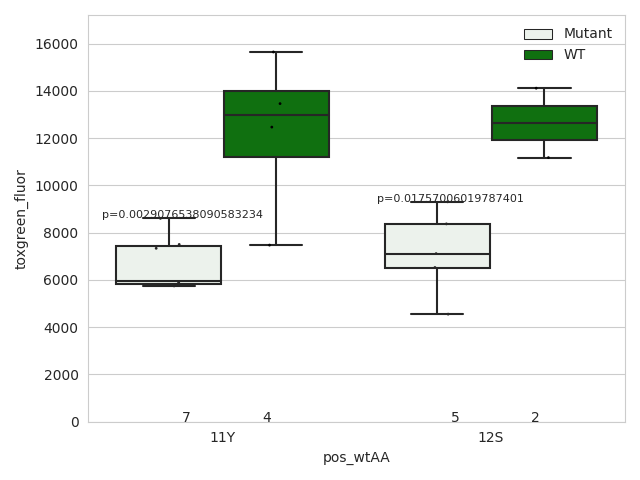 Mutant
WT
16000
14000
12000
10000
8000
6000
4000
2000
0
toxgreen_fluor
p=0.0029076538090583234
p=0.01757006019787401
7
4
5
2
11Y
12S
pos_wtAA